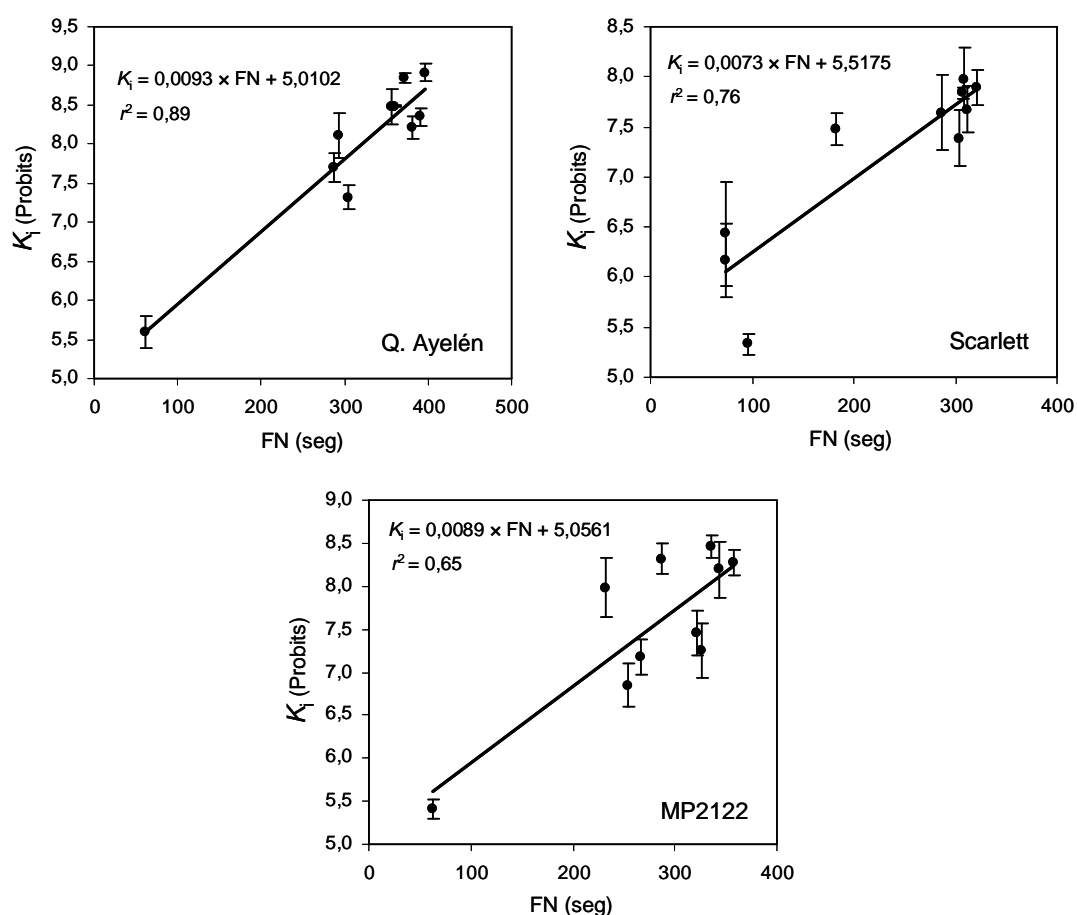 9,5
9,0
8,5
8,0
7,5
7,0
6,5
6,0
5,5
5,0
Ki (Probits)
Ki = 0,0093 × FN + 5,0102
r2 = 0,89
Q. Ayelén
0 100 200 300 400 500
FN (seg)
8,5
8,0
7,5
7,0
6,5
6,0
5,5
5,0
Ki (Probits)
Ki = 0,0073 × FN + 5,5175
r2 = 0,76
Scarlett
0 100 200 300 400
FN (seg)
9,0
8,5
8,0
7,5
7,0
6,5
6,0
5,5
5,0
Ki (Probits)
Ki = 0,0089 × FN + 5,0561
r2 = 0,65
MP2122
0 100 200 300 400
FN (seg)